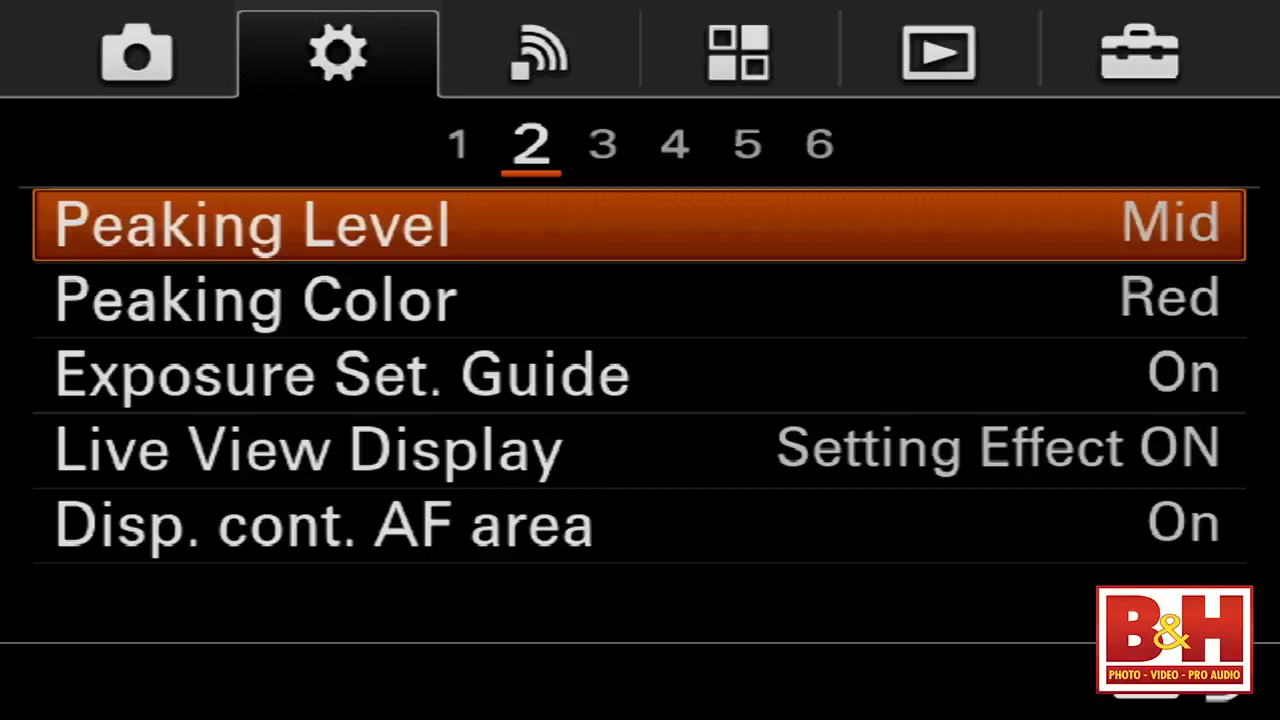 1 2 3 4 5 6
Peaking Level Mid
Peaking Color Red
Exposure Set. Guide On
Live View Display Setting Effect ON
Disp. cont. AF area On
B&H
PHOTO - VIDEO - PRO AUDIO